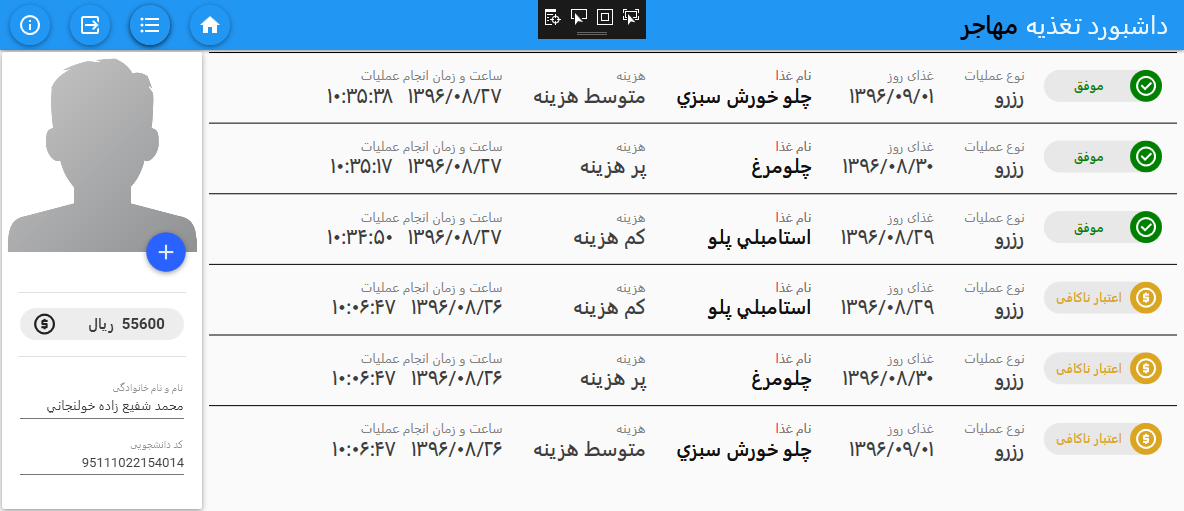 داشبورد تغذیه مهاجر
موفق
نوع عملیات غذای روز نام غذا هزینه ساعت و زمان انجام عملیات
رزرو ۱۳۹۶/۰۹/۰۱ چلو خورش سبزي متوسط هزینه ۱۳۹۶/۰۸/۲۷ ۱۰:۳۵:۳۸
موفق
نوع عملیات غذای روز نام غذا هزینه ساعت و زمان انجام عملیات
رزرو ۱۳۹۶/۰۸/۳۰ چلومرغ پر هزینه ۱۳۹۶/۰۸/۲۷ ۱۰:۳۵:۱۷
موفق
نوع عملیات غذای روز نام غذا هزینه ساعت و زمان انجام عملیات
رزرو ۱۳۹۶/۰۸/۲۹ استامبلي پلو کم هزینه ۱۳۹۶/۰۸/۲۷ ۱۰:۳۴:۵۰
اعتبار ناکافی
نوع عملیات غذای روز نام غذا هزینه ساعت و زمان انجام عملیات
رزرو ۱۳۹۶/۰۸/۲۹ استامبلي پلو کم هزینه ۱۳۹۶/۰۸/۲۶ ۱۰:۰۶:۴۷
اعتبار ناکافی
نوع عملیات غذای روز نام غذا هزینه ساعت و زمان انجام عملیات
رزرو ۱۳۹۶/۰۸/۳۰ چلومرغ پر هزینه ۱۳۹۶/۰۸/۲۶ ۱۰:۰۶:۴۷
اعتبار ناکافی
نوع عملیات غذای روز نام غذا هزینه ساعت و زمان انجام عملیات
رزرو ۱۳۹۶/۰۹/۰۱ چلو خورش سبزي متوسط هزینه ۱۳۹۶/۰۸/۲۶ ۱۰:۰۶:۴۷
55600 ریال
نام و نام خانوادگی
محمد شفیع زاده خولنجاني
کد دانشجویی
95111022154014